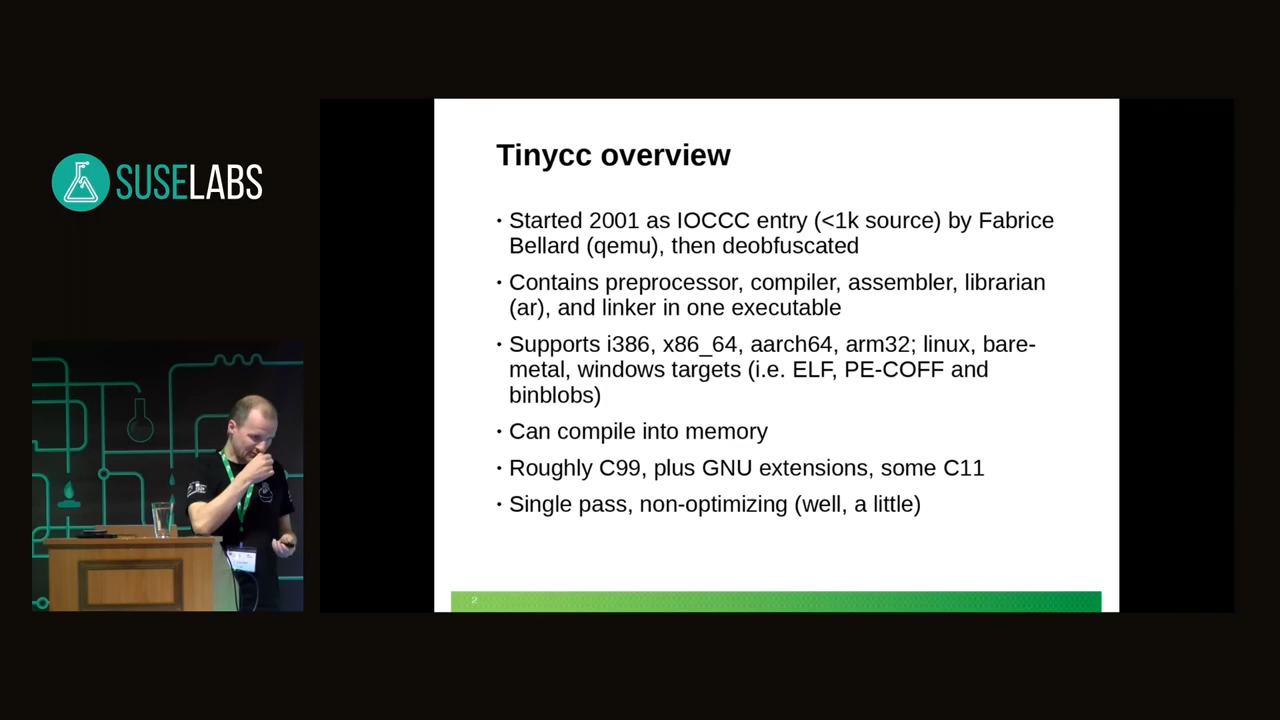 SUSELABS
Tinycc overview
• Started 2001 as IOCCC entry (<1k source) by Fabrice
Bellard (qemu), then deobfuscated
• Contains preprocessor, compiler, assembler, librarian
(ar), and linker in one executable
• Supports i386, x86_64, aarch64, arm32; linux, bare-
metal, windows targets (i.e. ELF, PE-COFF and
binblobs)
• Can compile into memory
• Roughly C99, plus GNU extensions, some C11
• Single pass, non-optimizing (well, a little)
2